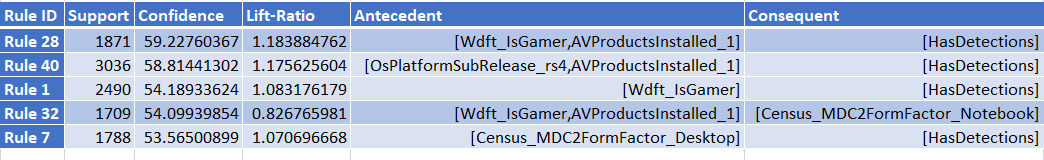 Rule ID Support Confidence Lift-Ratio Antecedent Consequent
Rule 28 1871 59.22760367 1.183884762 [Wdft_IsGamer,AVProductsInstalled_1] [HasDetections]
Rule 40 3036 58.81441302 1.175625604 [OsPlatformSubRelease_rs4,AVProductsInstalled_1] [HasDetections]
Rule 1 2490 54.18933624 1.083176179 [Wdft_IsGamer] [HasDetections]
Rule 32 1709 54.09939854 0.826765981 [Wdft_IsGamer,AVProductsInstalled_1] [Census_MDC2FormFactor_Notebook]
Rule 7 1788 53.56500899 1.070696668 [Census_MDC2FormFactor_Desktop] [HasDetections]